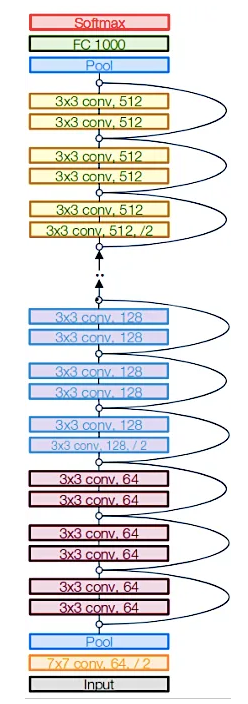 Softmax
FC 1000
Pool
3x3 conv, 512
3x3 conv, 512
3x3 conv, 512
3x3 conv, 512
3x3 conv, 512
3x3 conv, 512, /2
..
3x3 conv, 128
3x3 conv, 128
3x3 conv, 128
3x3 conv, 128
3x3 conv, 128
3x3 conv, 128, / 2
3x3 conv, 64
3x3 conv, 64
3x3 conv, 64
3x3 conv, 64
3x3 conv, 64
3x3 conv, 64
Pool
7x7 conv, 64, / 2
Input